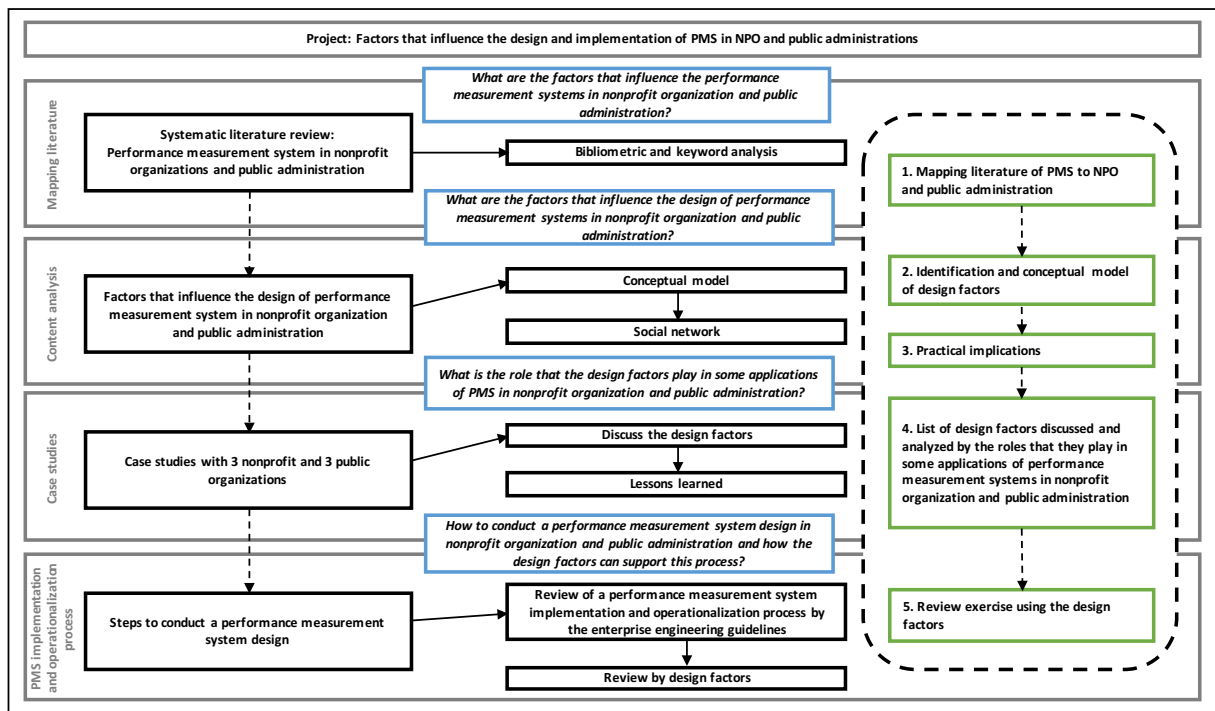 Project: Factors that influence the design and implementation of PMS in NPO and public administrations
Mapping literature
What are the factors that influence the performance
measurement systems in nonprofit organization and public
administration?
Systematic literature review:
Performance measurement system in nonprofit
organizations and public administration
Bibliometric and keyword analysis
What are the factors that influence the design of performance
measurement systems in nonprofit organization and public
administration?
Content analysis
Factors that influence the design of performance
measurement system in nonprofit organization
and public administration
Conceptual model
Social network
What is the role that the design factors play in some applications
of PMS in nonprofit organization and public administration?
Case studies
Case studies with 3 nonprofit and 3 public
organizations
Discuss the design factors
Lessons learned
How to conduct a performance measurement system design in
nonprofit organization and public administration and how the
design factors can support this process?
PMS implementation
and operationalization
process
Steps to conduct a performance measurement
system design
Review of a performance measurement system
implementation and operationalization process by
the enterprise engineering guidelines
Review by design factors
1. Mapping literature of PMS to NPO
and public administration
2. Identification and conceptual model
of design factors
3. Practical implications
4. List of design factors discussed and
analyzed by the roles that they play in
some applications of performance
measurement systems in nonprofit
organization and public administration
5. Review exercise using the design
factors